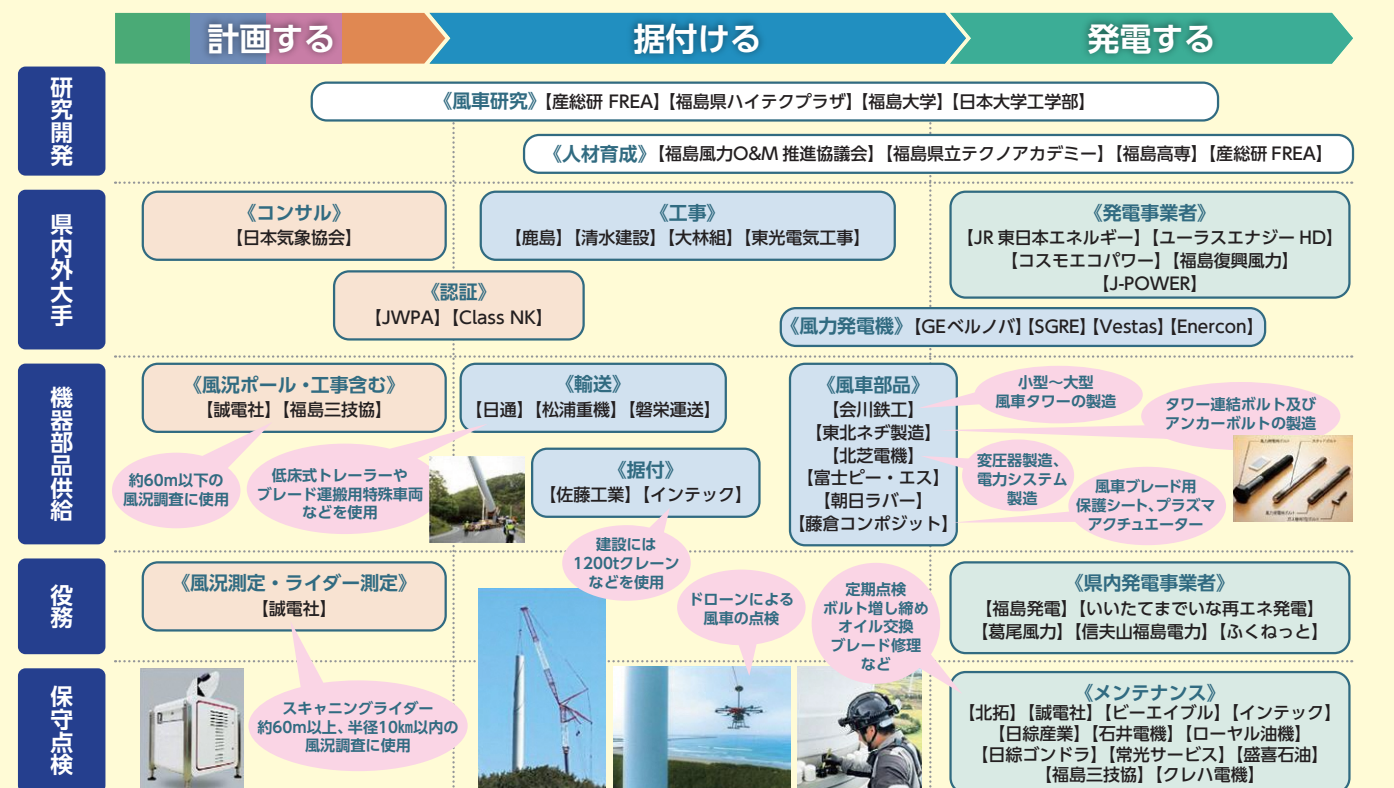 計画する
据付ける
発電する
研究開発
《風車研究》【産総研 FREA】【福島県ハイテクプラザ】【福島大学】【日本大学工学部】
《人材育成》【福島風力O&M 推進協議会】【福島県立テクノアカデミー】【福島高専】【産総研 FREA】
県内外大手
《コンサル》
【日本気象協会】
《工事》
【鹿島】【清水建設】【大林組】【東光電気工事】
《発電事業者》
【JR 東日本エネルギー】【ユーラスエナジー HD】
【コスモエコパワー】【福島復興風力】
【J-POWER】
《認証》
【JWPA】【Class NK】
《風力発電機》【GEベルノバ】【SGRE】【Vestas】【Enercon】
機器部品供給
《風況ポール・工事含む》
【誠電社】【福島三技協】
《輸送》
【日通】【松浦重機】【磐栄運送】
《風車部品》
【会川鉄工】
【東北ネヂ製造】
【北芝電機】
【富士ピー・エス】
【朝日ラバー】
【藤倉コンポジット】
小型～大型
風車タワーの製造
タワー連結ボルト及び
アンカーボルトの製造
約60m以下の
風況調査に使用
低床式トレーラーや
ブレード運搬用特殊車両
などを使用
《据付》
【佐藤工業】【インテック】
変圧器製造、
電力システム
製造
風車ブレード用
保護シート、プラズマ
アクチュエーター
建設には
1200tクレーン
などを使用
役務
《風況測定・ライダー測定》
【誠電社】
ドローンによる
風車の点検
定期点検
ボルト増し締め
オイル交換
ブレード修理
など
《県内発電事業者》
【福島発電】【いいたてまでいな再エネ発電】
【葛尾風力】【信夫山福島電力】【ふくねっと】
保守点検
スキャニングライダー
約60m以上、半径10㎞以内の
風況調査に使用
《メンテナンス》
【北拓】【誠電社】【ビーエイブル】【インテック】
【日綜産業】【石井電機】【ローヤル油機】
【日綜ゴンドラ】【常光サービス】【盛喜石油】
【福島三技協】【クレハ電機】